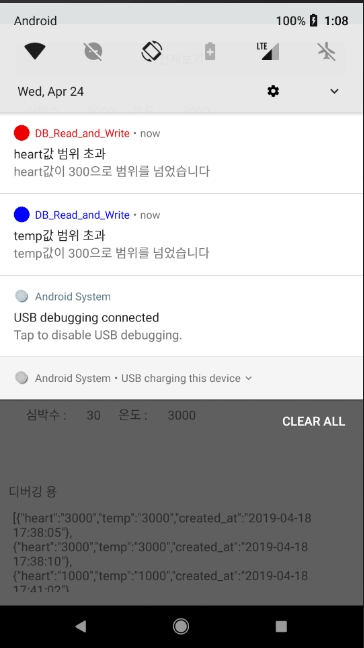 Android 100% 1:08
LTE
Wed, Apr 24
DB_Read_and_Write • now
heart값 범위 초과
heart값이 300으로 범위를 넘었습니다
DB_Read_and_Write • now
temp값 범위 초과
temp값이 300으로 범위를 넘었습니다
Android System
USB debugging connected
Tap to disable USB debugging.
Android System • USB charging this device
심박수 : 30 온도 : 3000
CLEAR ALL
디버깅 용
[{"heart":"3000","temp":"3000","created_at":"2019-04-18
17:38:05"},
{"heart":"3000","temp":"3000","created_at":"2019-04-18
17:38:10"},
{"heart":"1000","temp":"1000","created_at":"2019-04-18
17:41:02"}